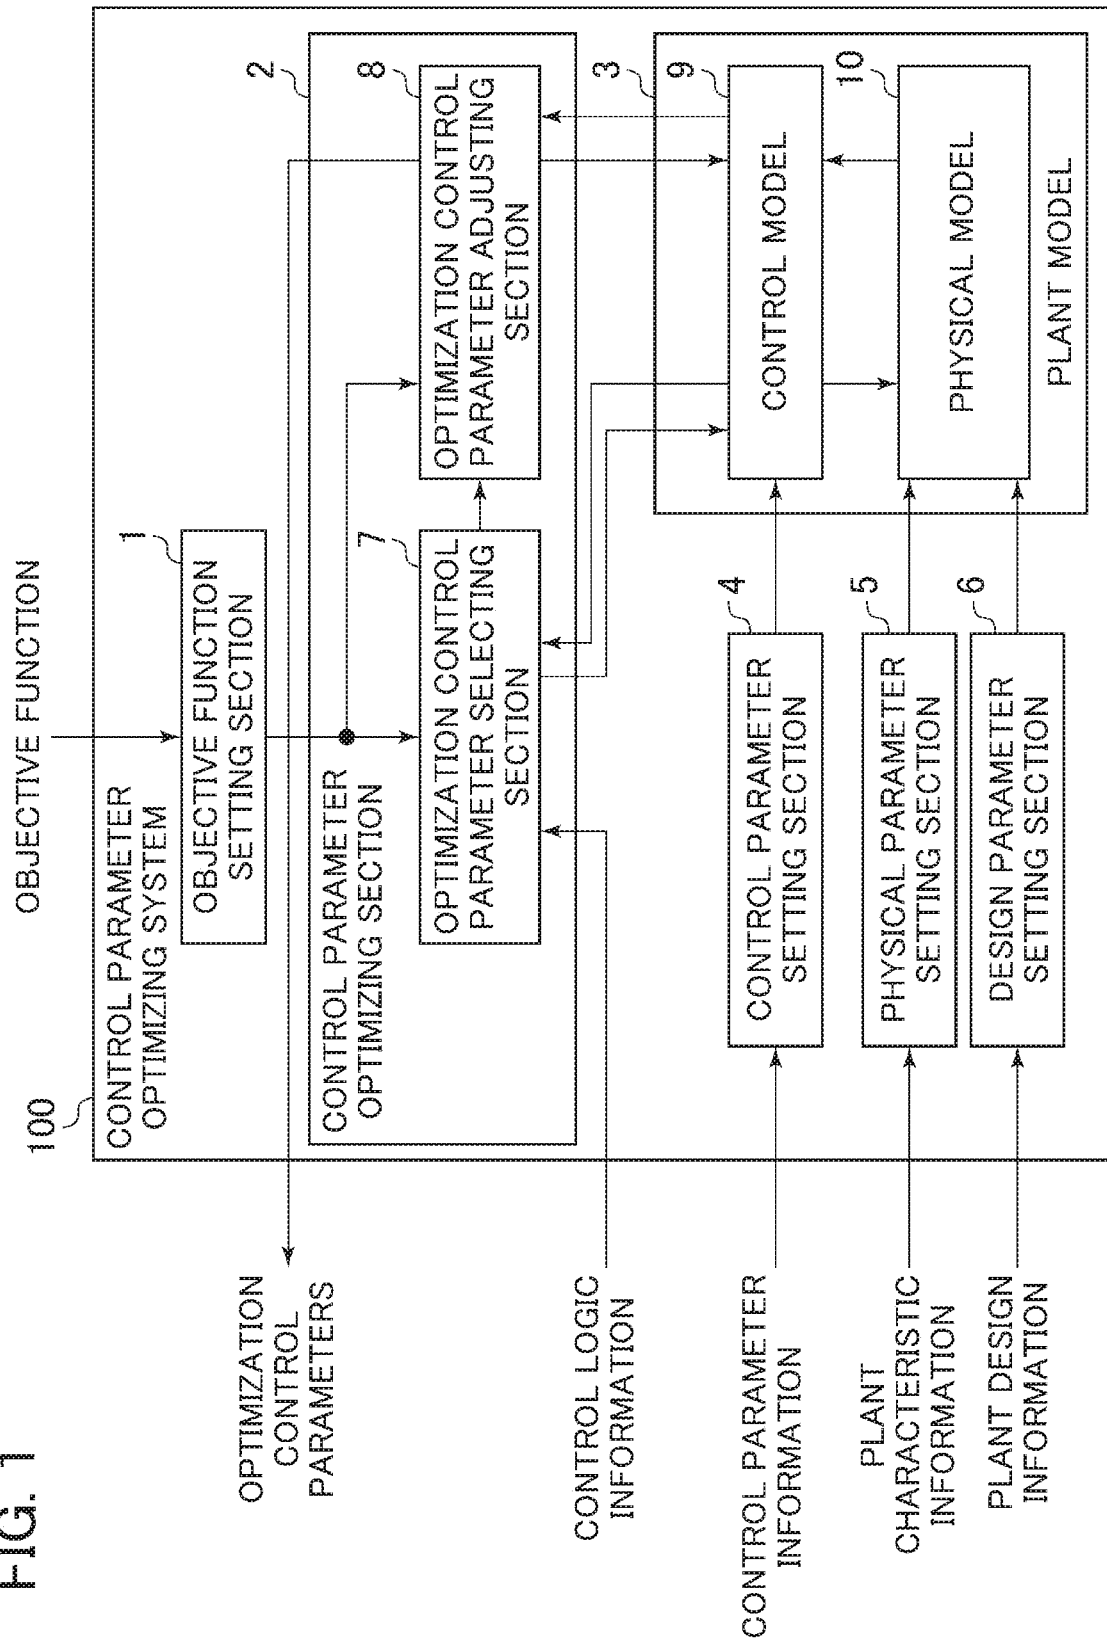 FIG. 1
OBJECTIVE FUNCTION
100
CONTROL PARAMETER
OPTIMIZING SYSTEM
1
OBJECTIVE FUNCTION
SETTING SECTION
2
CONTROL PARAMETER
OPTIMIZING SECTION
7
OPTIMIZATION CONTROL
PARAMETER SELECTING
SECTION
8
OPTIMIZATION CONTROL
PARAMETER ADJUSTING
SECTION
OPTIMIZATION
CONTROL
PARAMETERS
CONTROL LOGIC
INFORMATION
3
9
CONTROL MODEL
10
PHYSICAL MODEL
PLANT MODEL
4
CONTROL PARAMETER
SETTING SECTION
5
PHYSICAL PARAMETER
SETTING SECTION
6
DESIGN PARAMETER
SETTING SECTION
CONTROL PARAMETER
INFORMATION
PLANT
CHARACTERISTIC
INFORMATION
PLANT DESIGN
INFORMATION